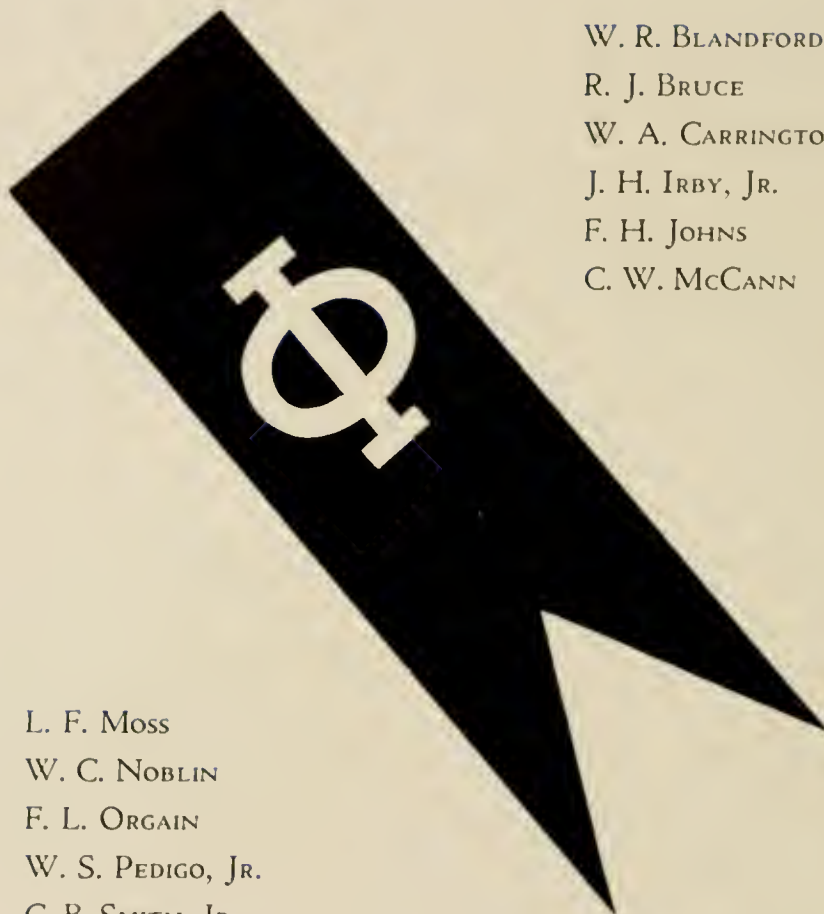 W. R. BLANDFORD
R. J. BRUCE
W. A. CARRINGTO
J. H. IRBY, JR.
F. H. JOHNS
C. W. MCCANN
Φ
L. F. MOSS
W. C. NOBLIN
F. L. ORGAIN
W. S. PEDIGO, JR.